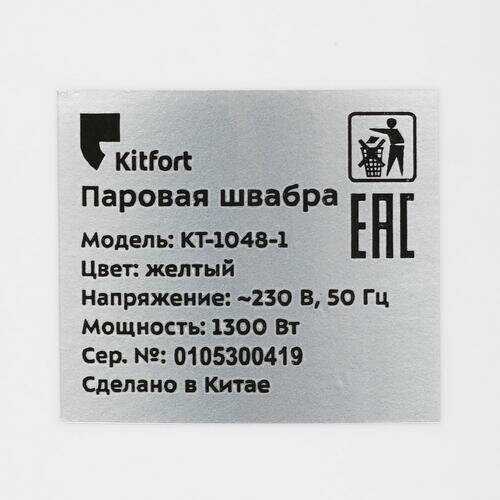 Kitfort
Паровая швабра
EAC
Модель: КТ-1048-1
Цвет: желтый
Напряжение: ~230 В, 50 Гц
Мощность: 1300 Вт
Сер. №: 0105300419
Сделано в Китае